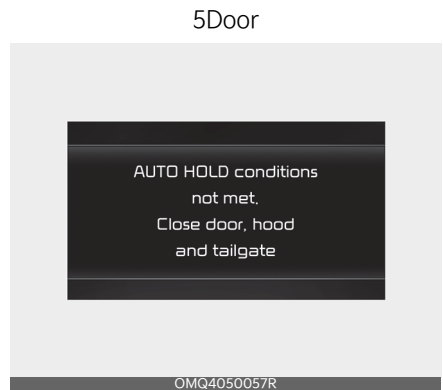 5Door
AUTO HOLD conditions
not met.
Close door, hood
and tailgate
OMQ4050057R